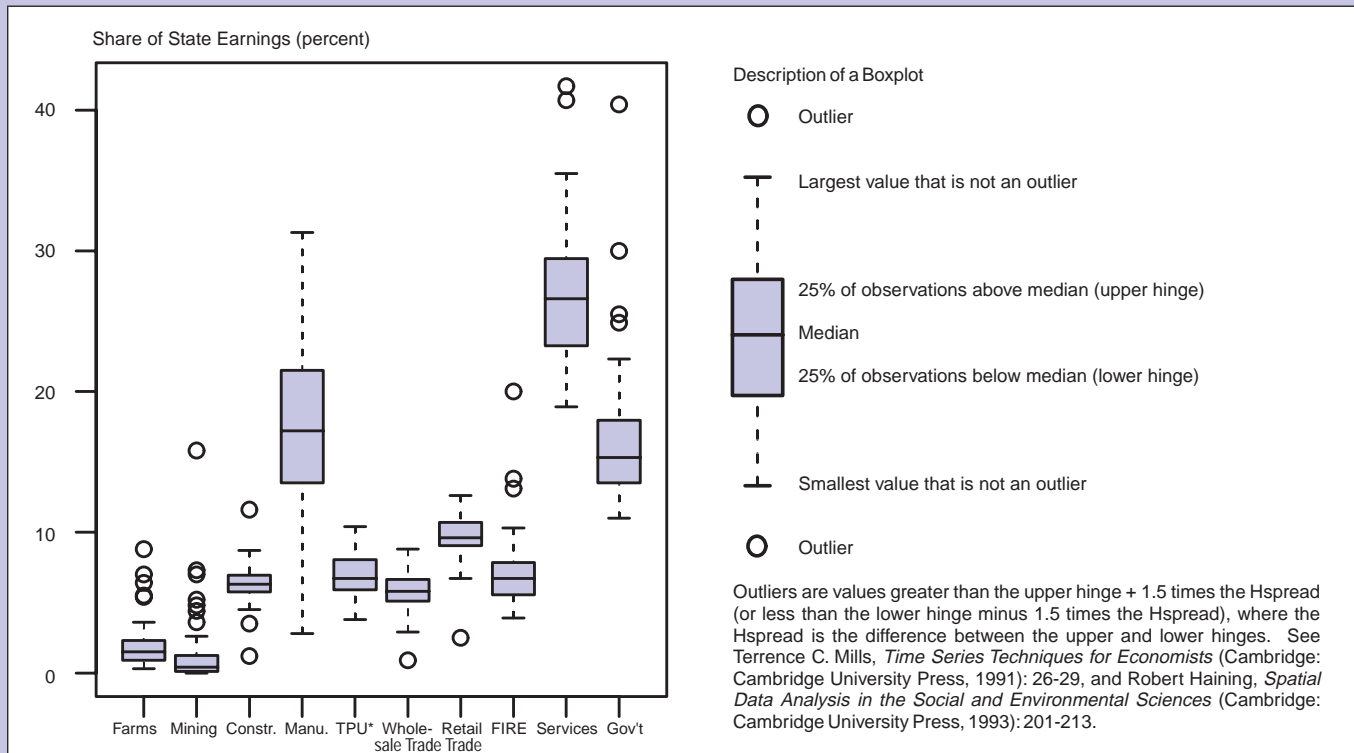 Share of State Earnings (percent)
40
30
20
10
0
Farms Mining Constr. Manu. TPU* Whole- Retail FIRE Services Gov't
sale Trade Trade
Description of a Boxplot
Outlier
Largest value that is not an outlier
25% of observations above median (upper hinge)
Median
25% of observations below median (lower hinge)
Smallest value that is not an outlier
Outlier
Outliers are values greater than the upper hinge + 1.5 times the Hspread
(or less than the lower hinge minus 1.5 times the Hspread), where the
Hspread is the difference between the upper and lower hinges. See
Terrence C. Mills, Time Series Techniques for Economists (Cambridge:
Cambridge University Press, 1991): 26-29, and Robert Haining, Spatial
Data Analysis in the Social and Environmental Sciences (Cambridge:
Cambridge University Press, 1993): 201-213.